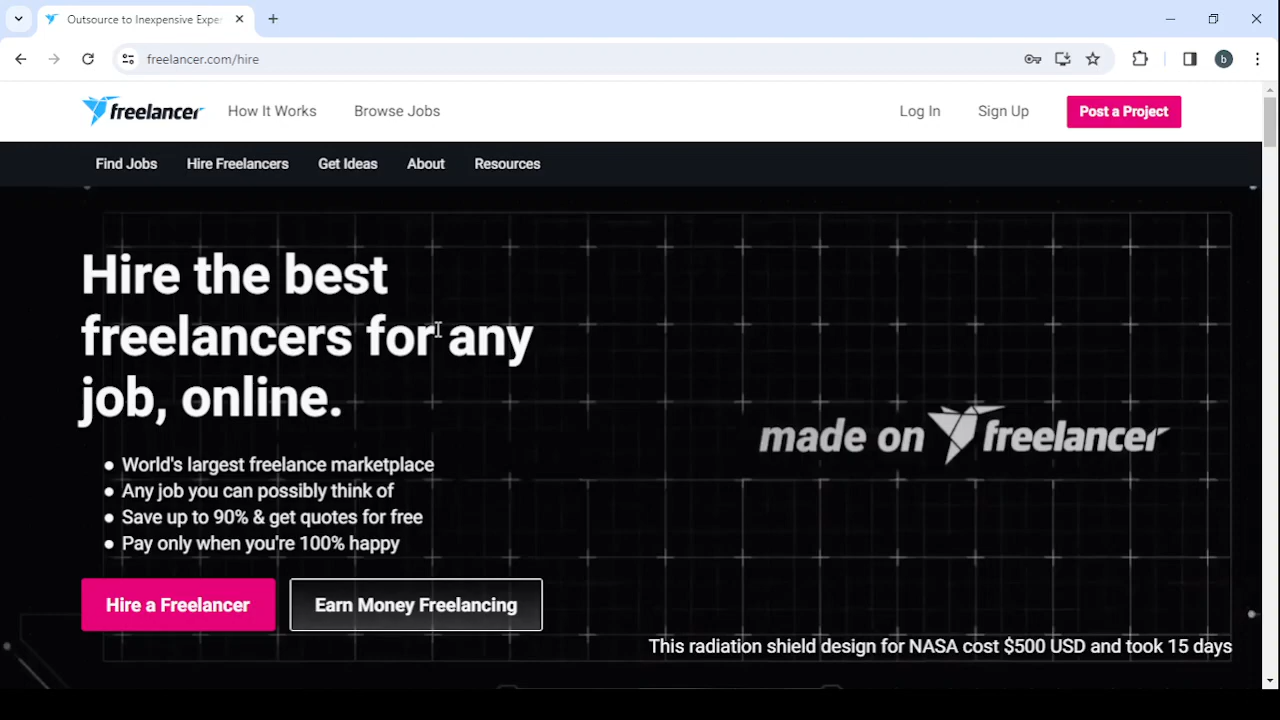 Outsource to Inexpensive Expe
freelancer.com/hire
b
freelancer
How It Works
Browse Jobs
Log In
Sign Up
Post a Project
Find Jobs
Hire Freelancers
Get Ideas
About
Resources
Hire the best
freelancers for any
job, online.
made on freelancer
World's largest freelance marketplace
Any job you can possibly think of
Save up to 90% & get quotes for free
Pay only when you're 100% happy
Hire a Freelancer
Earn Money Freelancing
This radiation shield design for NASA cost $500 USD and took 15 days